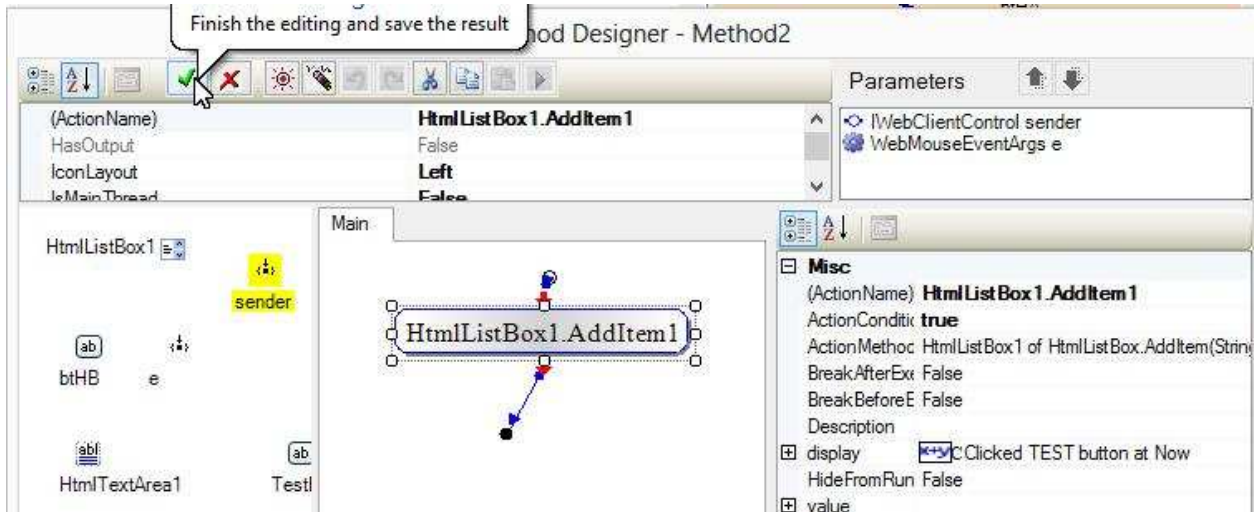 Finish the editing and save the result
hod Designer - Method2
Parameters
(ActionName) HtmlListBox1.AddItem1
HasOutput False
IconLayout Left
IsMainThread False
IWebClientControl sender
WebMouseEventArgs e
HtmlListBox1
sender
btHB e
HtmlTextArea1 Test
Main
HtmlListBox1.AddItem1
Misc
(ActionName) HtmlListBox1.AddItem1
ActionConditic true
ActionMethoc HtmlListBox1 of HtmlListBox.AddItem(String
BreakAfterExe False
BreakBeforeE False
Description
display x+y Clicked TEST button at Now
HideFromRun False
value